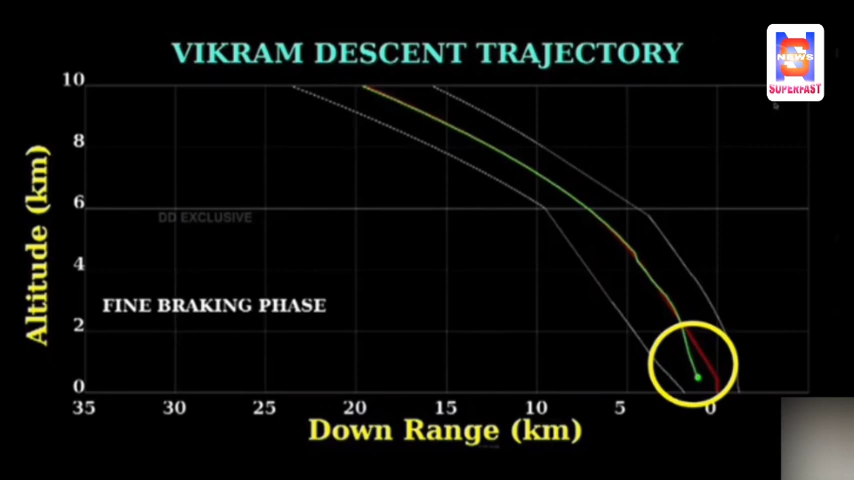 VIKRAM DESCENT TRAJECTORY
N
S
NEWS
SUPERFAST
10
8
6
4
2
0
Altitude (km)
DD EXCLUSIVE
FINE BRAKING PHASE
35 30 25 20 15 10 5 0
Down Range (km)